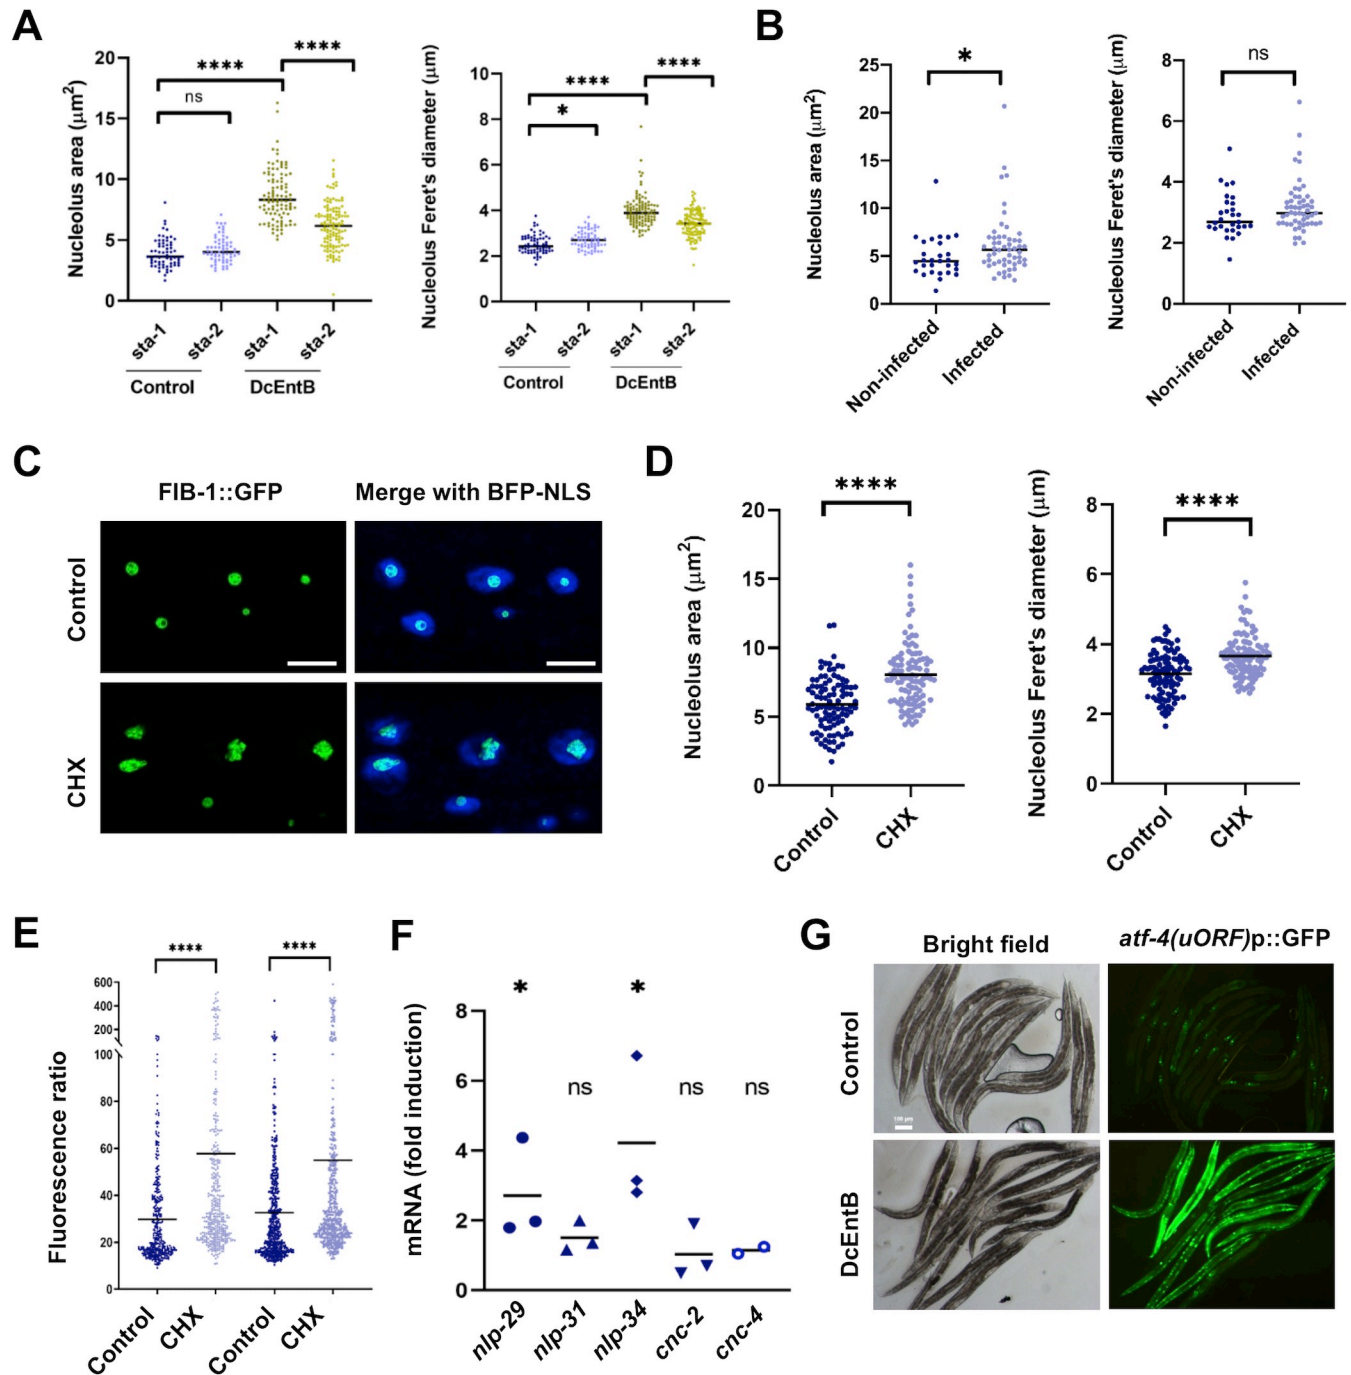 A
Nucleolus area (μm²)
20
15
10
5
0
ns
****
****
sta-1
sta-2
sta-1
sta-2
Control
DcEntB
Nucleolus Feret's diameter (μm)
10
8
6
4
2
0
*
****
****
sta-1
sta-2
sta-1
sta-2
Control
DcEntB
B
Nucleolus area (μm²)
25
20
15
10
5
0
*
Non-infected
Infected
Nucleolus Feret's diameter (μm)
8
6
4
2
0
ns
Non-infected
Infected
C
FIB-1::GFP
Merge with BFP-NLS
Control
CHX
D
Nucleolus area (μm²)
20
15
10
5
0
****
Control
CHX
Nucleolus Feret's diameter (μm)
8
6
4
2
0
****
Control
CHX
E
Fluorescence ratio
600
400
200
100
80
60
40
20
0
****
****
Control
CHX
Control
CHX
F
mRNA (fold induction)
8
6
4
2
0
*
ns
*
ns
ns
nlp-29
nlp-31
nlp-34
cnc-2
cnc-4
G
Bright field
atf-4(uORF)p::GFP
Control
100 μm
DcEntB